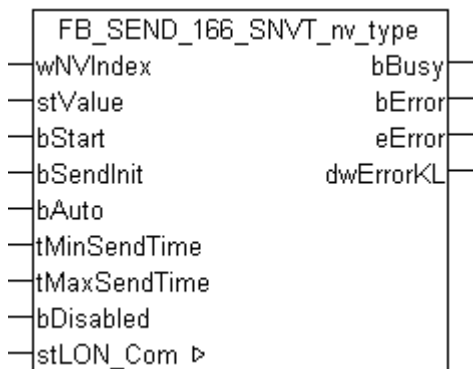 FB_SEND_166_SNVT_nv_type
wNVIndex bBusy
stValue bError
bStart eError
bSendInit dwErrorKL
bAuto
tMinSendTime
tMaxSendTime
bDisabled
stLON_Com ▷